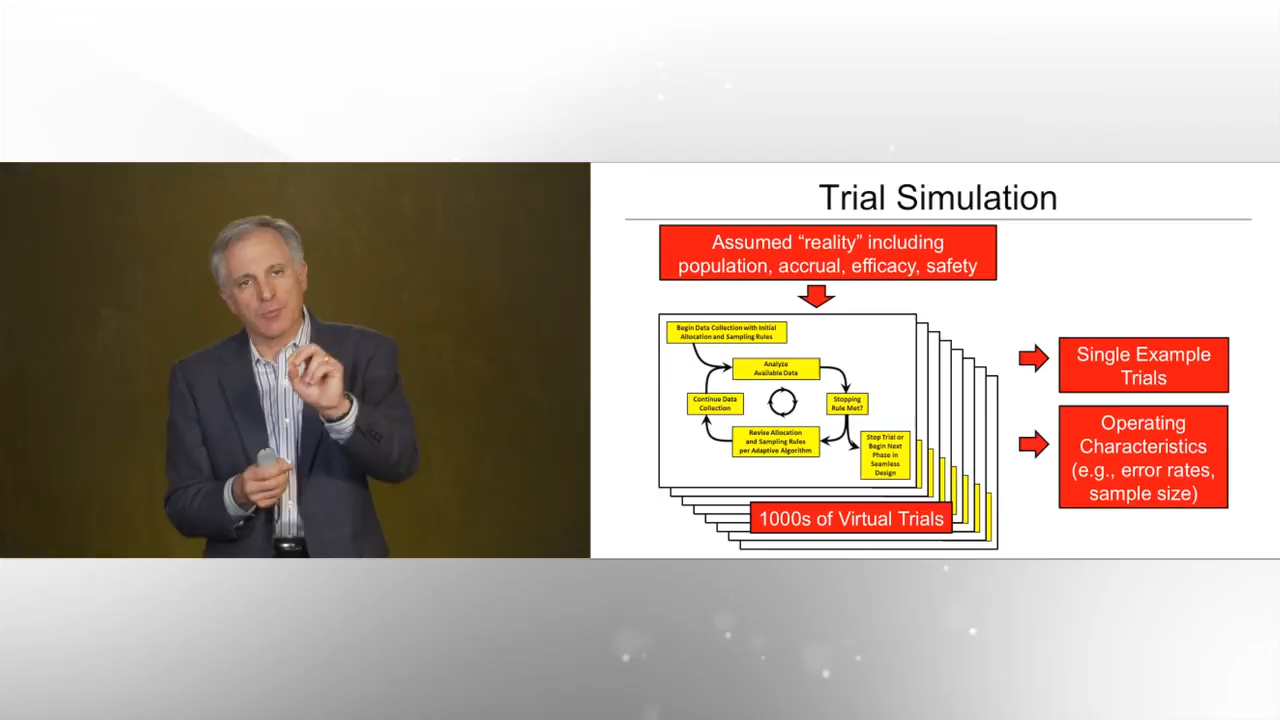 Trial Simulation
Assumed “reality” including
population, accrual, efficacy, safety
Begin Data Collection with Initial
Allocation and Sampling Rules
Analyze
Available Data
Continue Data
Collection
Stopping
Rule Met?
Revise Allocation
and Sampling Rules
per Adaptive Algorithm
Stop Trial or
Begin Next
Phase in
Seamless
Design
1000s of Virtual Trials
Single Example
Trials
Operating
Characteristics
(e.g., error rates,
sample size)